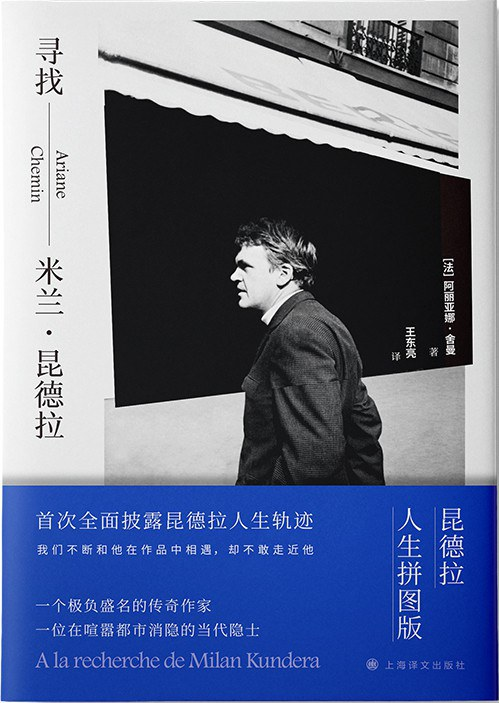 寻找
Ariane
Chemin
米兰·昆德拉
[法] 阿丽亚娜·舍曼 著
王东亮 译
首次全面披露昆德拉人生轨迹
我们不断和他在作品中相遇，却不敢走近他
一个极负盛名的传奇作家
一位在喧嚣都市消隐的当代隐士
A la recherche de Milan Kundera
昆德拉
人生拼图版
上海译文出版社